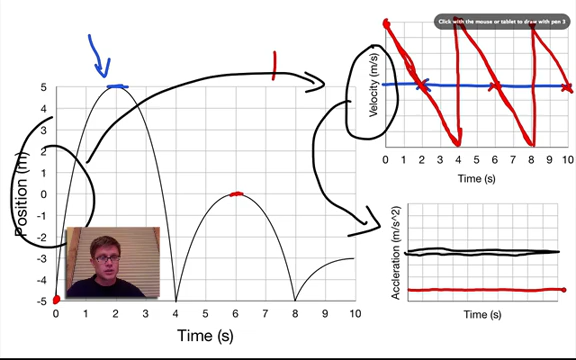 Click with the mouse or tablet to draw with pen 3
5
4
3
2
1
0
-1
-2
-3
-4
-5
Position (m)
0 1 2 3 4 5 6 7 8 9 10
Time (s)
Velocity (m/s)
0 1 2 3 4 5 6 7 8 9 10
Time (s)
Accleration (m/s^2)
Time (s)